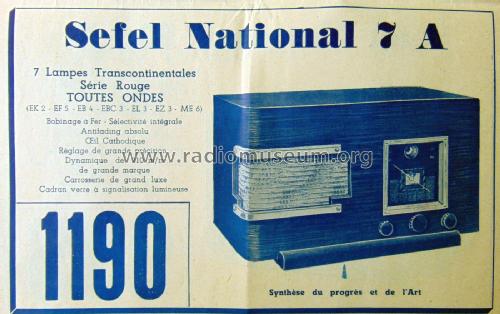 Sefel National 7 A
7 Lampes Transcontinentales
Série Rouge
TOUTES ONDES
(EK 2 - EF 5 - EB 4 - EBC 3 - EL 3 - EZ 3 - ME 6)
Bobinage à Fer - Sélectivité intégrale
Antifading absolu
Œil Cathodique
Réglage de grande précision
Dynamique de
de grande marque
Carrosserie de grand luxe
Cadran verre à signalisation lumineuse
1190
Synthèse du progrès et de l'Art
www.radiomuseum.org